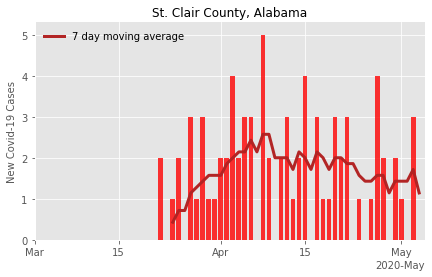 St. Clair County, Alabama
7 day moving average
New Covid-19 Cases
5
4
3
2
1
0
Mar 15 Apr 15 May
2020-May